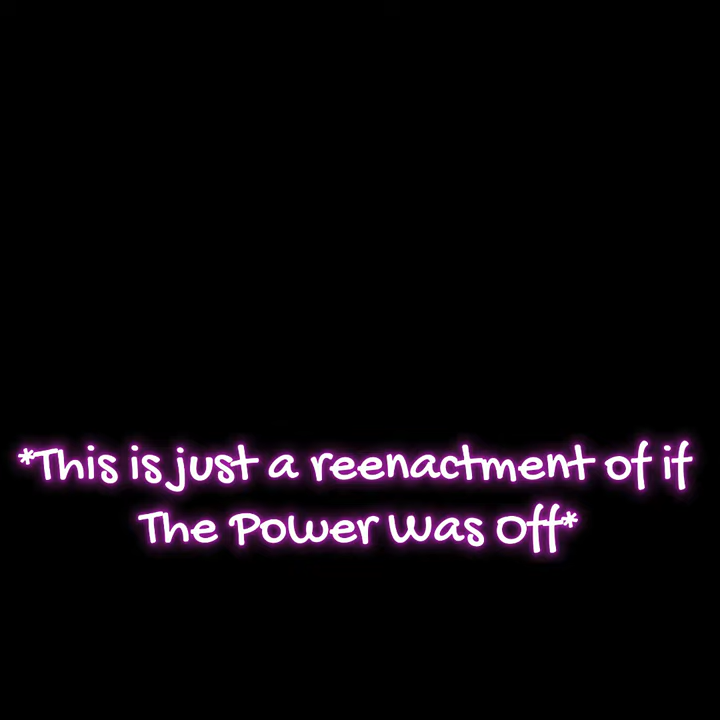 *This is just a reenactment of if
The Power Was Off*